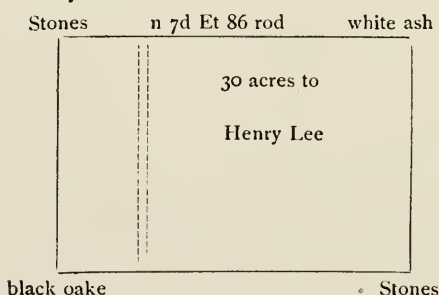 Stones n 7d Et 86 rod white ash
30 acres to
Henry Lee
black oake Stones